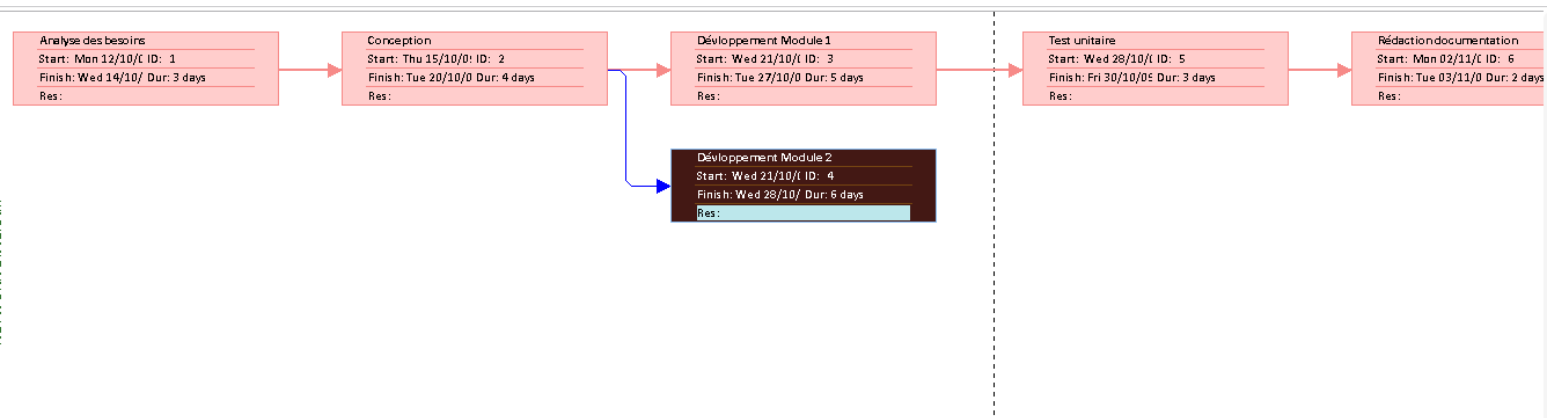 Analyse des besoins
Start: Mon 12/10/( ID: 1
Finish: Wed 14/10/ Dur: 3 days
Res:
Conception
Start: Thu 15/10/0! ID: 2
Finish: Tue 20/10/0 Dur: 4 days
Res:
Dévloppement Module 1
Start: Wed 21/10/( ID: 3
Finish: Tue 27/10/0 Dur: 5 days
Res:
Test unitaire
Start: Wed 28/10/( ID: 5
Finish: Fri 30/10/09 Dur: 3 days
Res:
Rédaction documentation
Start: Mon 02/11/( ID: 6
Finish: Tue 03/11/0 Dur: 2 days
Res:
Dévloppement Module 2
Start: Wed 21/10/( ID: 4
Finish: Wed 28/10/ Dur: 6 days
Res: